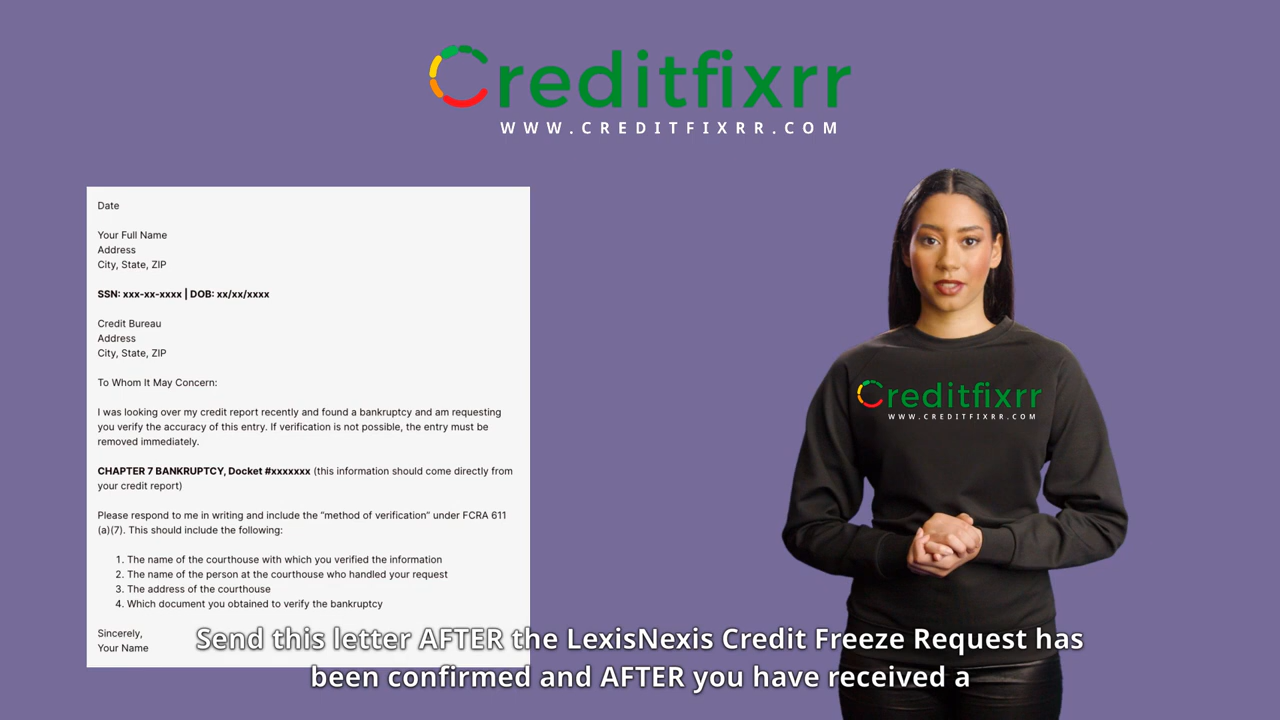 Creditfixrr
WWW.CREDITFIXRR.COM
Date
Your Full Name
Address
City, State, ZIP
SSN: xxx-xx-xxxx | DOB: xx/xx/xxxx
Credit Bureau
Address
City, State, ZIP
To Whom It May Concern:
I was looking over my credit report recently and found a bankruptcy and am requesting
you verify the accuracy of this entry. If verification is not possible, the entry must be
removed immediately.
CHAPTER 7 BANKRUPTCY, Docket #xxxxxxx (this information should come directly from
your credit report)
Please respond to me in writing and include the “method of verification” under FCRA 611
(a)(7). This should include the following:
1. The name of the courthouse with which you verified the information
2. The name of the person at the courthouse who handled your request
3. The address of the courthouse
4. Which document you obtained to verify the bankruptcy
Sincerely,
Your Name
Creditfixrr
WWW.CREDITFIXRR.COM
Send this letter AFTER the LexisNexis Credit Freeze Request has
been confirmed and AFTER you have received a